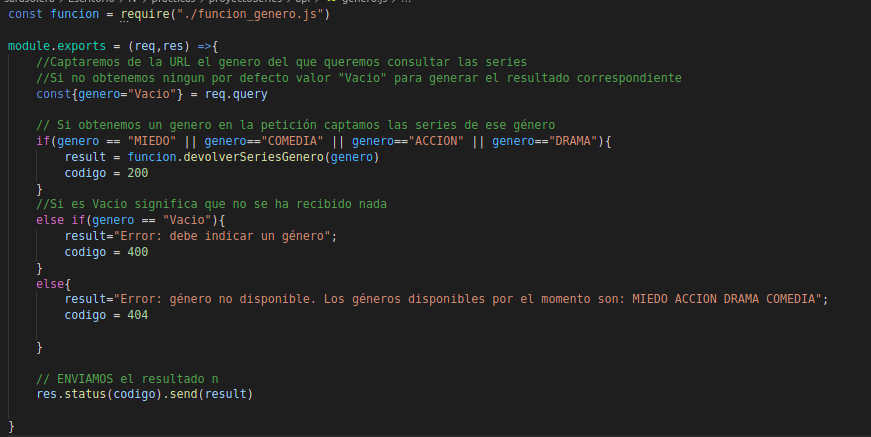 const funcion = require("./funcion_genero.js")
module.exports = (req,res) =>{
//Captaremos de la URL el genero del que queremos consultar las series
//Si no obtenemos ningun por defecto valor "Vacio" para generar el resultado correspondiente
const{genero="Vacio"} = req.query
// Si obtenemos un genero en la petición captamos las series de ese género
if(genero == "MIEDO" || genero=="COMEDIA" || genero=="ACCION" || genero=="DRAMA"){
result = funcion.devolverSeriesGenero(genero)
codigo = 200
}
//Si es Vacio significa que no se ha recibido nada
else if(genero == "Vacio"){
result="Error: debe indicar un género";
codigo = 400
}
else{
result="Error: género no disponible. Los géneros disponibles por el momento son: MIEDO ACCION DRAMA COMEDIA";
codigo = 404
}
// ENVIAMOS el resultado n
res.status(codigo).send(result)
}